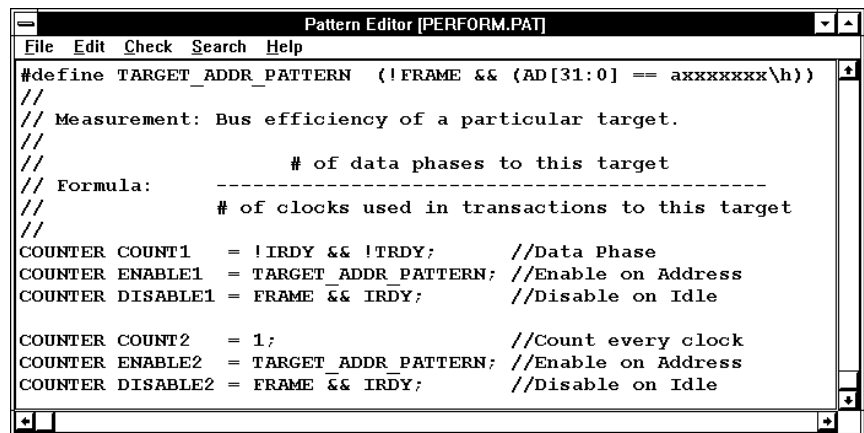 Pattern Editor [PERFORM.PAT]
File Edit Check Search Help
#define TARGET_ADDR_PATTERN (!FRAME && (AD[31:0] == axxxxxxx\h))
//
// Measurement: Bus efficiency of a particular target.
//
// # of data phases to this target
// Formula: ----------------------------------------------
// # of clocks used in transactions to this target
//
COUNTER COUNT1 = !IRDY && !TRDY; //Data Phase
COUNTER ENABLE1 = TARGET_ADDR_PATTERN; //Enable on Address
COUNTER DISABLE1 = FRAME && IRDY; //Disable on Idle
COUNTER COUNT2 = 1; //Count every clock
COUNTER ENABLE2 = TARGET_ADDR_PATTERN; //Enable on Address
COUNTER DISABLE2 = FRAME && IRDY; //Disable on Idle